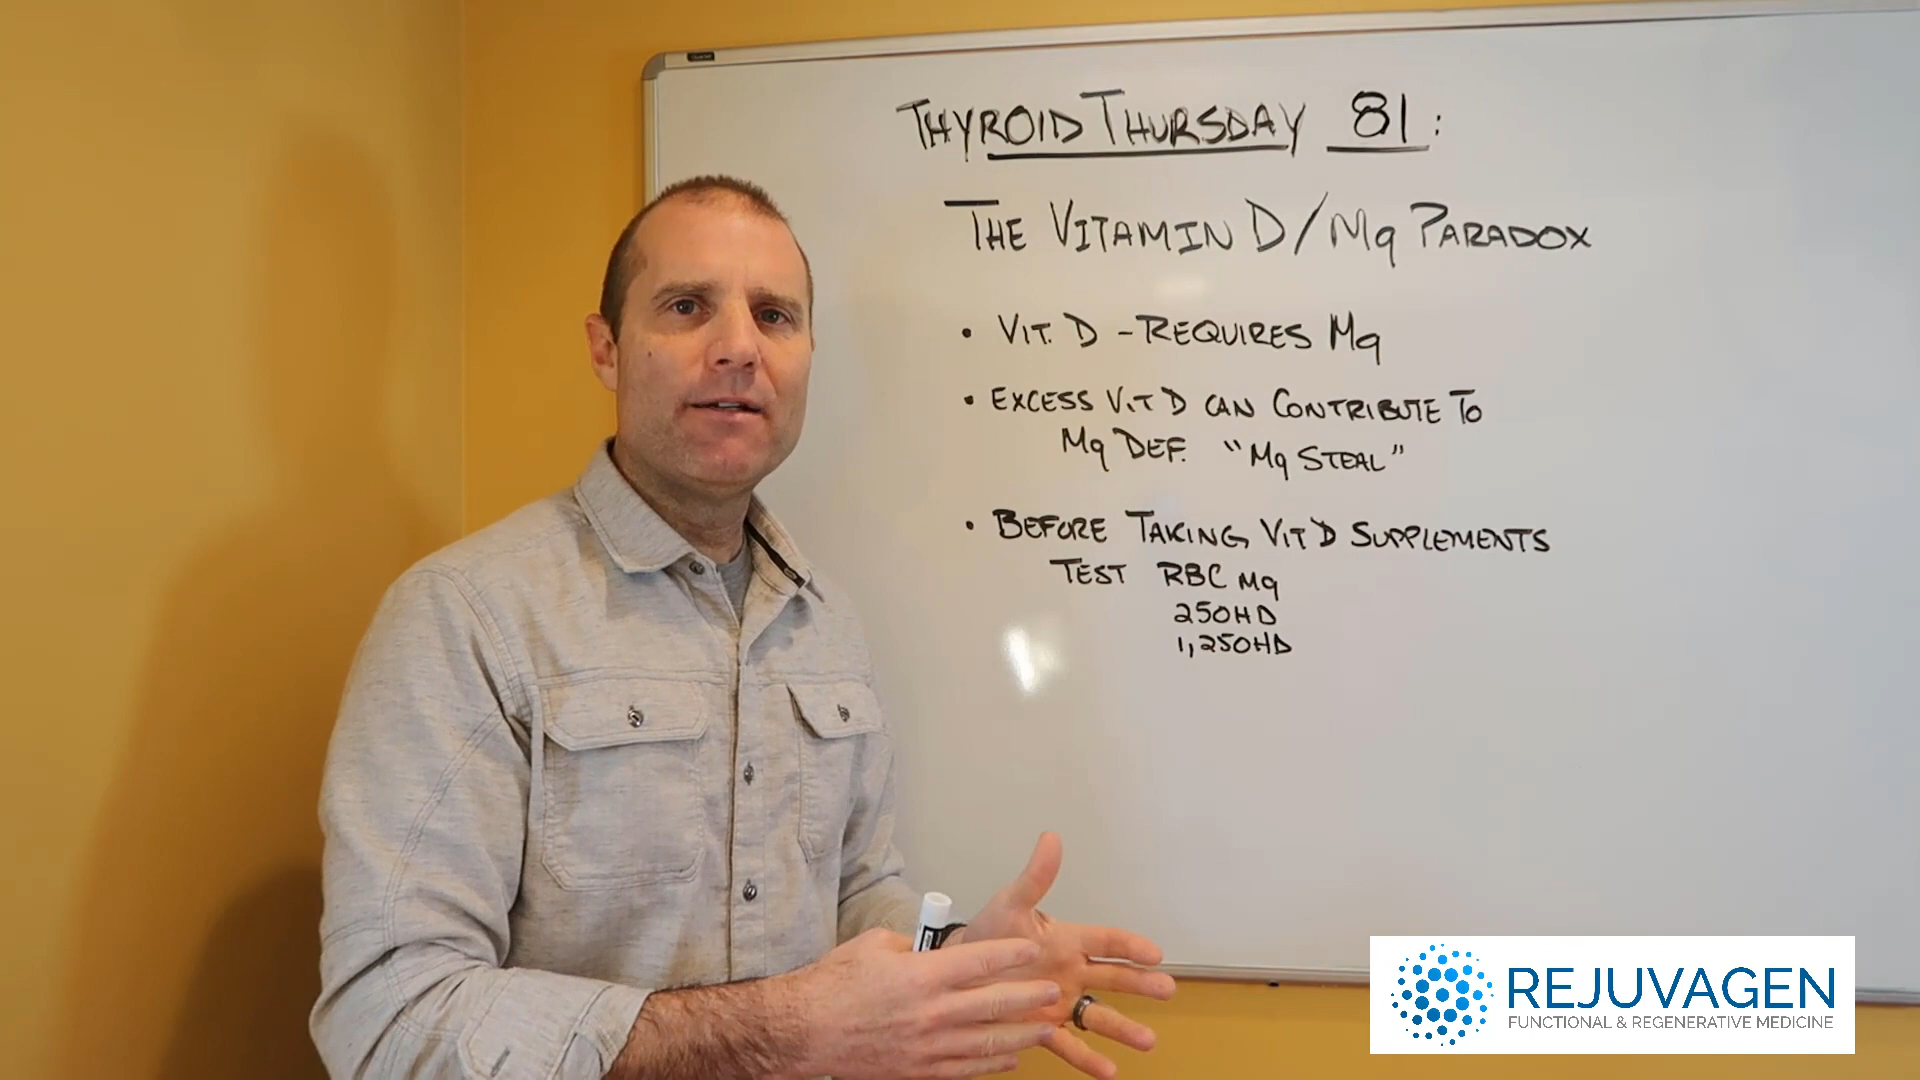 THYROID THURSDAY 81:
THE VITAMIN D/Mg PARADOX
• VIT. D - REQUIRES Mg
• EXCESS VIT D CAN CONTRIBUTE TO
Mg DEF. "Mg STEAL"
• BEFORE TAKING VIT D SUPPLEMENTS
TEST RBC Mg
25OHD
1,25OHD
REJUVAGEN
FUNCTIONAL & REGENERATIVE MEDICINE